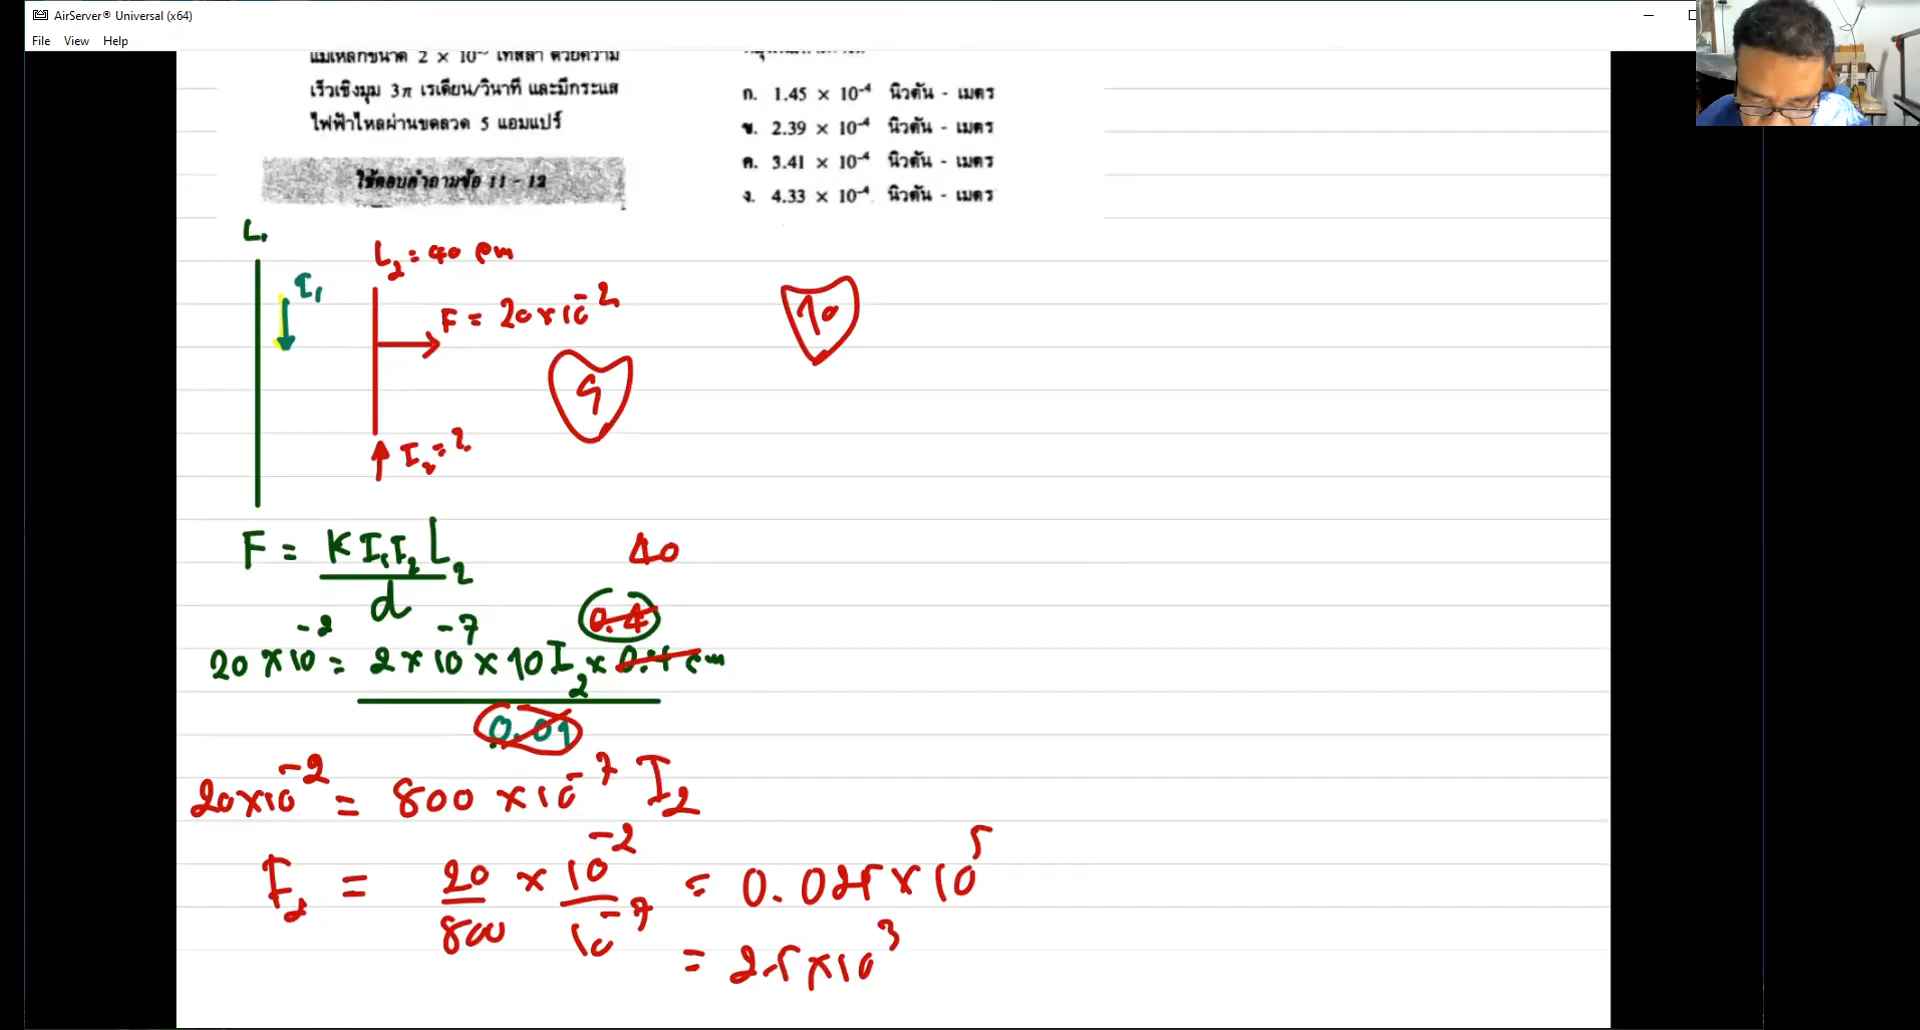 AirServer® Universal (x64)
File View Help
แม่เหล็กขนาด 2 × 10 เทสลา ด้วยความ
เร็วเชิงมุม 3π เรเดียน/วินาที และมีกระแส
ไฟฟ้าไหลผ่านขดลวด 5 แอมแปร์
ใช้ตอบคำถามข้อ 11 - 12
ก. 1.45 × 10⁻⁴ นิวตัน - เมตร
ข. 2.39 × 10⁻⁴ นิวตัน - เมตร
ค. 3.41 × 10⁻⁴ นิวตัน - เมตร
ง. 4.33 × 10⁻⁴ นิวตัน - เมตร
L₁
I₁
L₂ = 40 cm
F = 20 × 10⁻²
9
I₂ = ?
10
F = K I₁ I₂ L₂ / d
40
0.4
20 × 10⁻² = 2 × 10⁻⁷ × 10 I₂ × 0.4 cm
0.01
20 × 10⁻² = 800 × 10⁻⁷ I₂
I₂ = 20/800 × 10⁻²/10⁻⁷ = 0.025 × 10⁵
= 2.5 × 10³